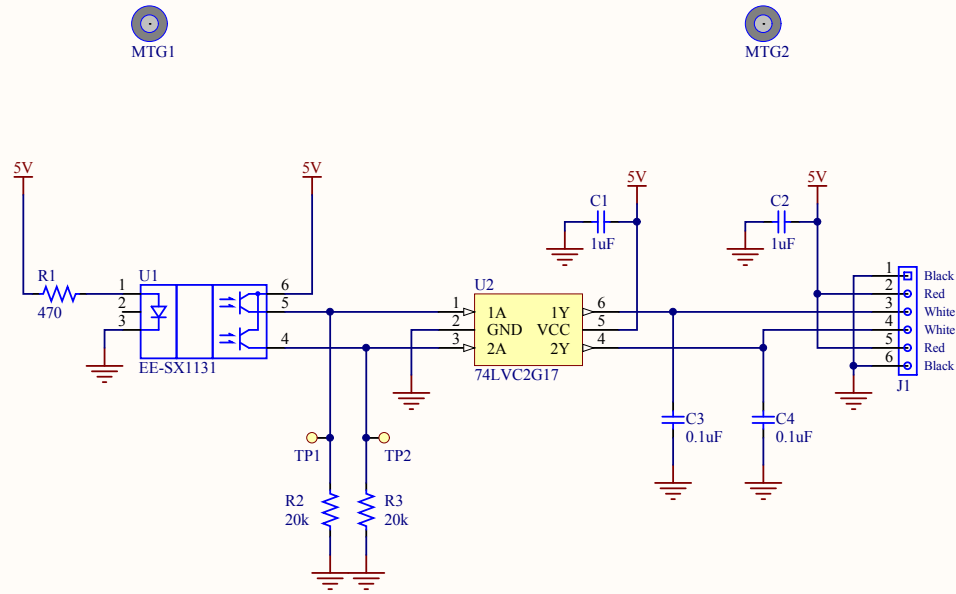 MTG1
MTG2
5V
5V
5V
5V
C1
1uF
C2
1uF
R1
470
U1
1
2
3
6
5
4
EE-SX1131
U2
1
2
3
1A
GND
2A
1Y
VCC
2Y
6
5
4
74LVC2G17
1
2
3
4
5
6
Black
Red
White
White
Red
Black
J1
C3
0.1uF
C4
0.1uF
TP1
TP2
R2
20k
R3
20k